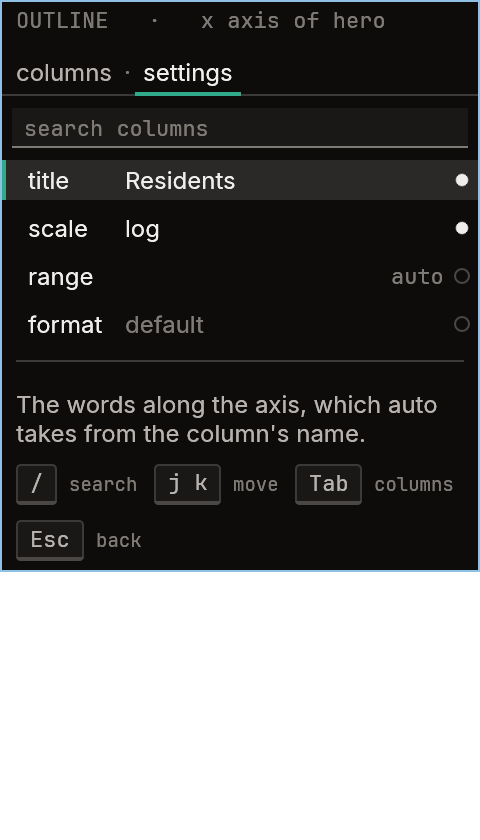 OUTLINE · x axis of hero
columns · settings
search columns
title Residents
scale log
range auto
format default
The words along the axis, which auto
takes from the column's name.
/ search j k move Tab columns
Esc back